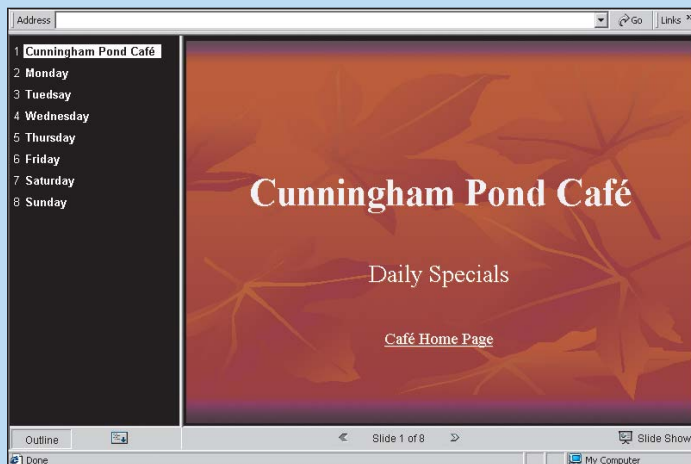 Address Go Links
1 Cunningham Pond Café
2 Monday
3 Tuedsay
4 Wednesday
5 Thursday
6 Friday
7 Saturday
8 Sunday
Cunningham Pond Café
Daily Specials
Café Home Page
Outline Slide 1 of 8 Slide Show
Done My Computer